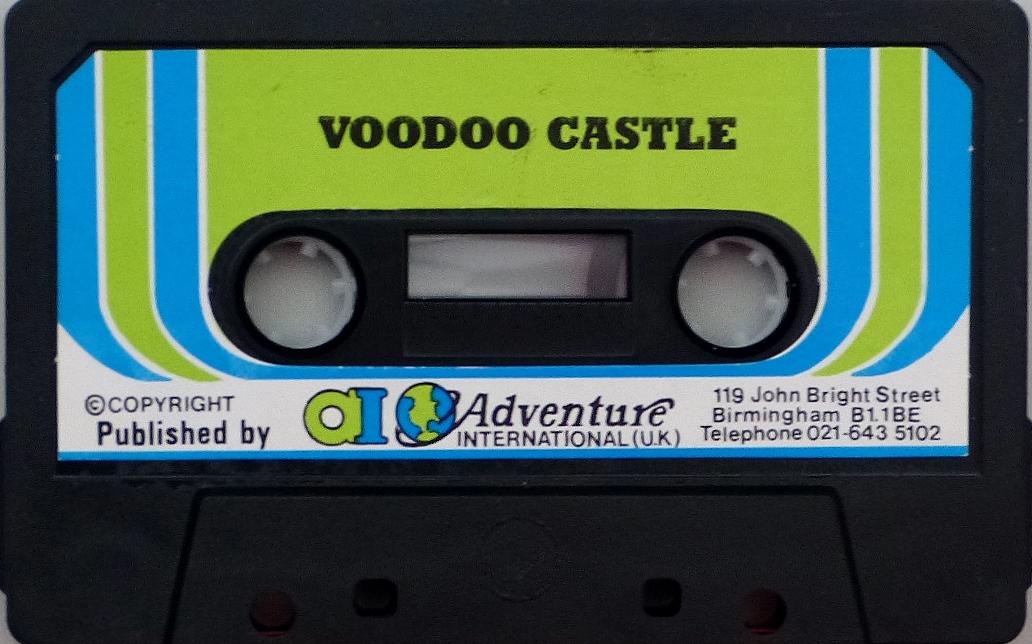 VOODOO CASTLE
©COPYRIGHT
Published by
aI Adventure
INTERNATIONAL (U.K)
119 John Bright Street
Birmingham B1.1BE
Telephone 021-643 5102